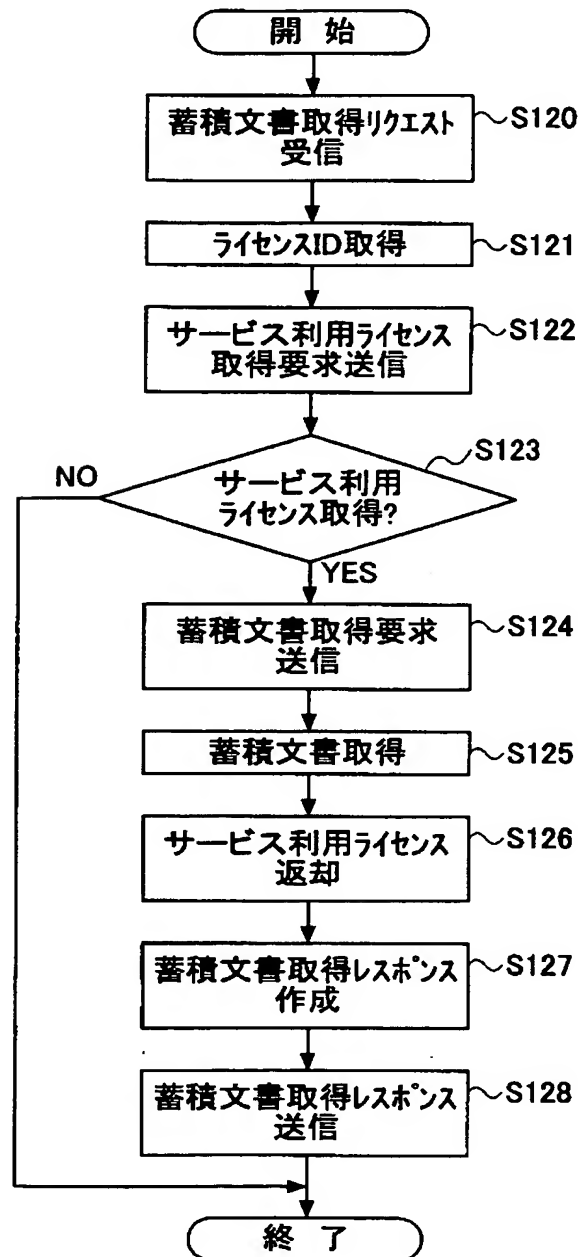 開 始
蓄積文書取得リクエスト
受信
S120
ライセンスID取得
S121
サービス利用ライセンス
取得要求送信
S122
S123
NO
サービス利用
ライセンス取得?
YES
蓄積文書取得要求
送信
S124
蓄積文書取得
S125
サービス利用ライセンス
返却
S126
蓄積文書取得レスポンス
作成
S127
蓄積文書取得レスポンス
送信
S128
終 了